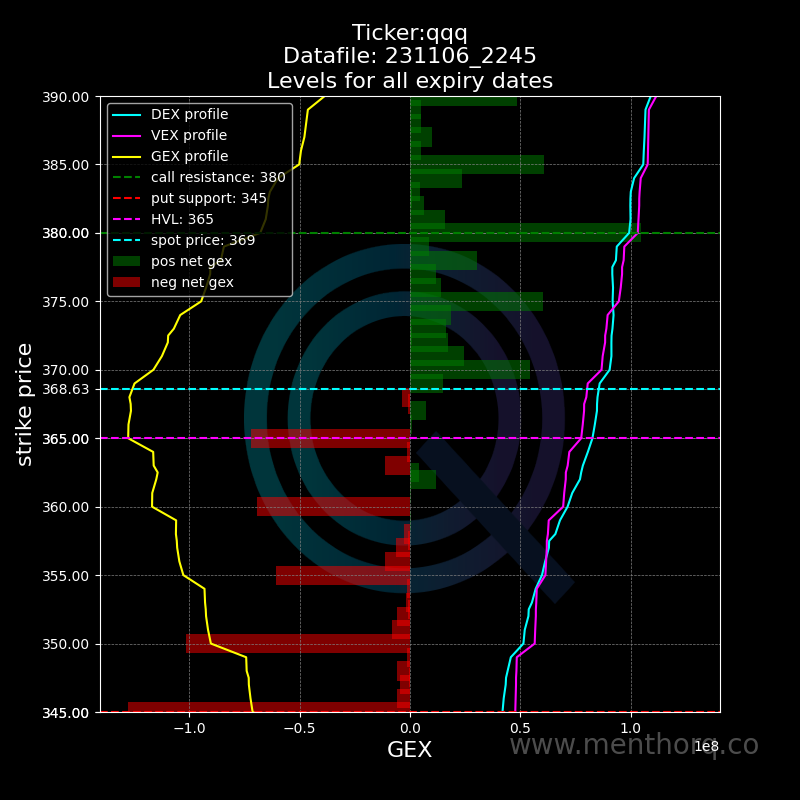 Ticker:qqq
Datafile: 231106_2245
Levels for all expiry dates
DEX profile
VEX profile
GEX profile
call resistance: 380
put support: 345
HVL: 365
spot price: 369
pos net gex
neg net gex
strike price
390.00
385.00
380.00
375.00
370.00
368.63
365.00
360.00
355.00
350.00
345.00
−1.0
−0.5
0.0
0.5
1.0
1e8
GEX
www.menthorq.co